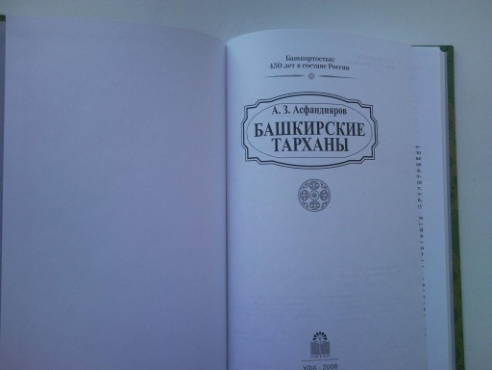 Башкортостан:
450 лет в составе России
А. З. Асфандияров
БАШКИРСКИЕ
ТАРХАНЫ
УФА - 2006